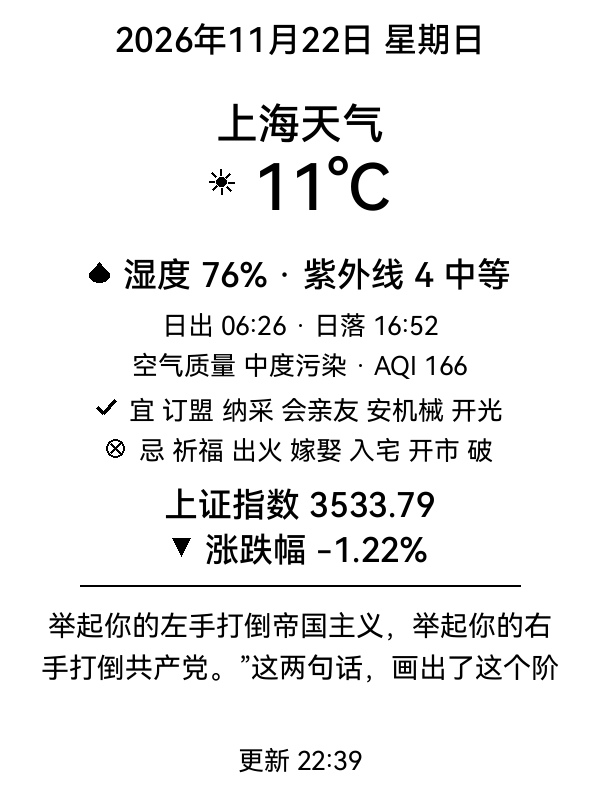 2026年11月22日 星期日
上海天气
11°C
湿度 76% · 紫外线 4 中等
日出 06:26 · 日落 16:52
空气质量 中度污染 · AQI 166
宜 订盟 纳采 会亲友 安机械 开光
忌 祈福 出火 嫁娶 入宅 开市 破
上证指数 3533.79
▼ 涨跌幅 -1.22%
举起你的左手打倒帝国主义，举起你的右
手打倒共产党。”这两句话，画出了这个阶
更新 22:39